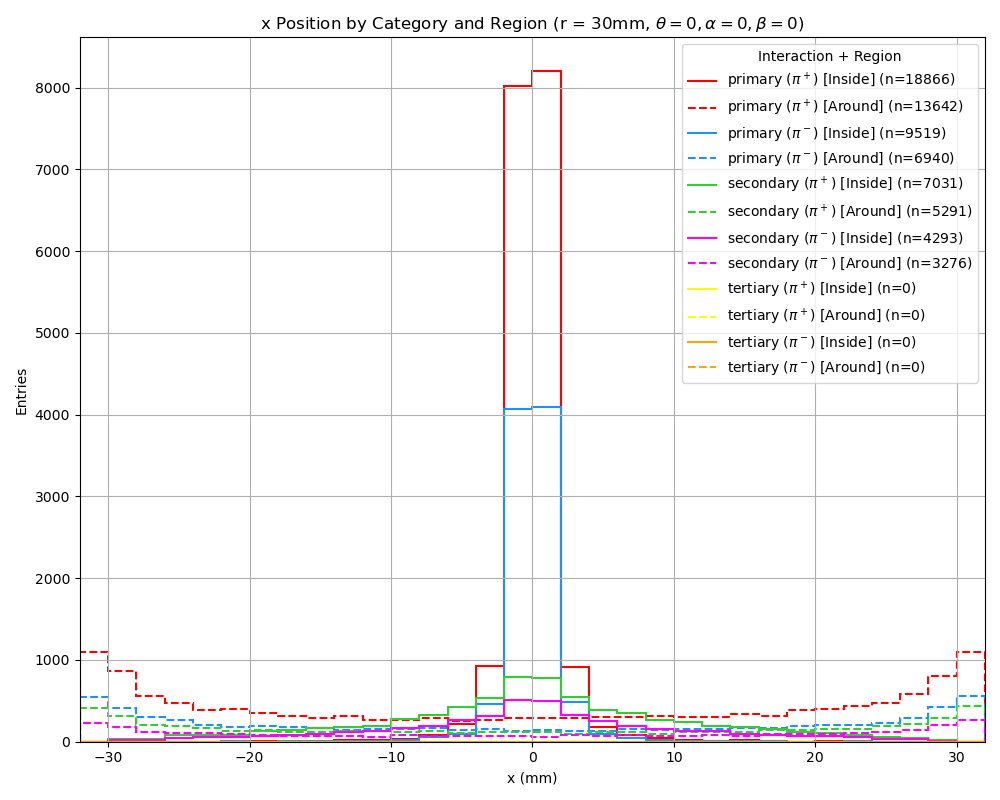 x Position by Category and Region (r = 30mm, θ = 0, α = 0, β = 0)
Interaction + Region
primary (π⁺) [Inside] (n=18866)
primary (π⁺) [Around] (n=13642)
primary (π⁻) [Inside] (n=9519)
primary (π⁻) [Around] (n=6940)
secondary (π⁺) [Inside] (n=7031)
secondary (π⁺) [Around] (n=5291)
secondary (π⁻) [Inside] (n=4293)
secondary (π⁻) [Around] (n=3276)
tertiary (π⁺) [Inside] (n=0)
tertiary (π⁺) [Around] (n=0)
tertiary (π⁻) [Inside] (n=0)
tertiary (π⁻) [Around] (n=0)
Entries
8000
7000
6000
5000
4000
3000
2000
1000
0
−30 −20 −10 0 10 20 30
x (mm)